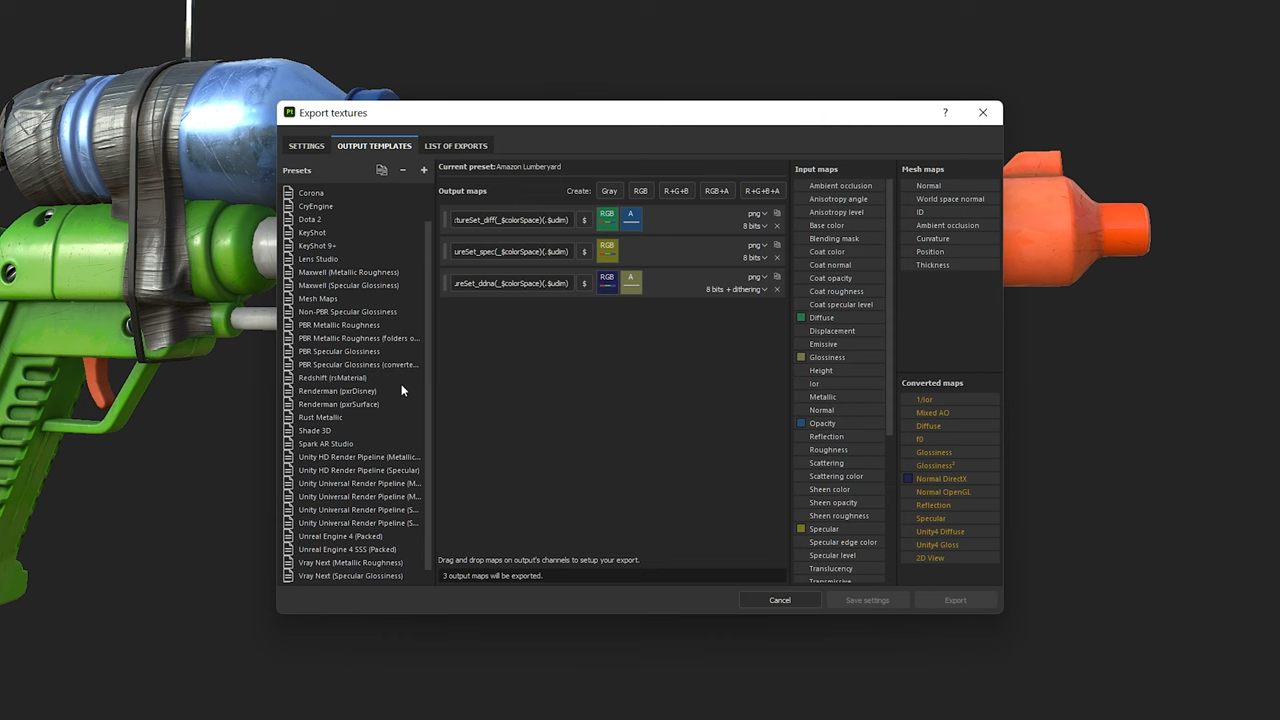 Pt Export textures
SETTINGS OUTPUT TEMPLATES LIST OF EXPORTS
Presets
Corona
CryEngine
Dota 2
KeyShot
KeyShot 9+
Lens Studio
Maxwell (Metallic Roughness)
Maxwell (Specular Glossiness)
Mesh Maps
Non-PBR Specular Glossiness
PBR Metallic Roughness
PBR Metallic Roughness (folders o...
PBR Specular Glossiness
PBR Specular Glossiness (converte...
Redshift (rsMaterial)
Renderman (pxrDisney)
Renderman (pxrSurface)
Rust Metallic
Shade 3D
Spark AR Studio
Unity HD Render Pipeline (Metallic...
Unity HD Render Pipeline (Specular)
Unity Universal Render Pipeline (M...
Unity Universal Render Pipeline (M...
Unity Universal Render Pipeline (S...
Unity Universal Render Pipeline (S...
Unreal Engine 4 (Packed)
Unreal Engine 4 SSS (Packed)
Vray Next (Metallic Roughness)
Vray Next (Specular Glossiness)
Current preset: Amazon Lumberyard
Output maps Create: Gray RGB R+G+B RGB+A R+G+B+A
:tureSet_diff(_$colorSpace)(.$udim) $ RGB A png
8 bits
ureSet_spec(_$colorSpace)(.$udim) $ RGB png
8 bits
ureSet_ddna(_$colorSpace)(.$udim) $ RGB A png
8 bits + dithering
Drag and drop maps on output's channels to setup your export.
3 output maps will be exported.
Input maps
Ambient occlusion
Anisotropy angle
Anisotropy level
Base color
Blending mask
Coat color
Coat normal
Coat opacity
Coat roughness
Coat specular level
Diffuse
Displacement
Emissive
Glossiness
Height
Ior
Metallic
Normal
Opacity
Reflection
Roughness
Scattering
Scattering color
Sheen color
Sheen opacity
Sheen roughness
Specular
Specular edge color
Specular level
Translucency
Transmissive
Mesh maps
Normal
World space normal
ID
Ambient occlusion
Curvature
Position
Thickness
Converted maps
1/ior
Mixed AO
Diffuse
f0
Glossiness
Glossiness²
Normal DirectX
Normal OpenGL
Reflection
Specular
Unity4 Diffuse
Unity4 Gloss
2D View
Cancel Save settings Export